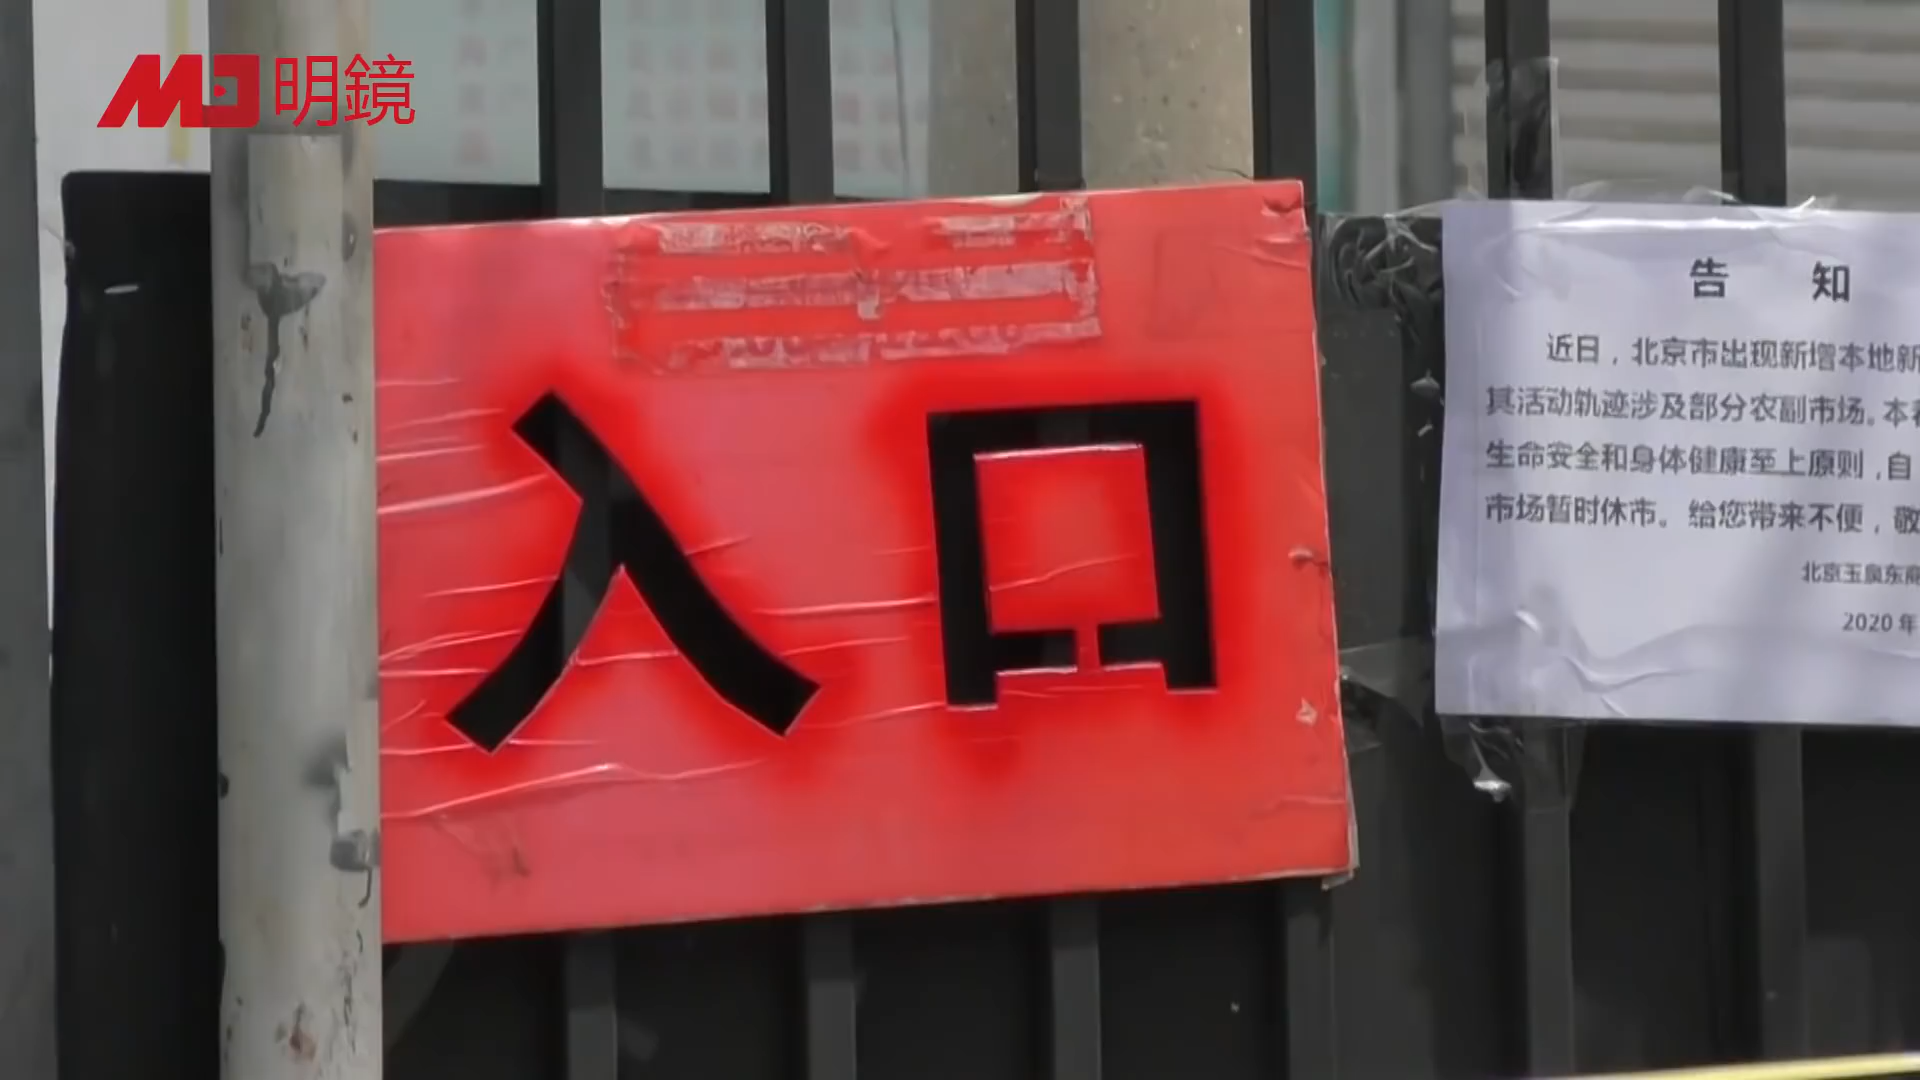 明鏡
入口
告 知
近日，北京市出现新增本地新
其活动轨迹涉及部分农副市场。本
生命安全和身体健康至上原则，自
市场暂时休市。给您带来不便，敬
北京玉泉东商
2020 年